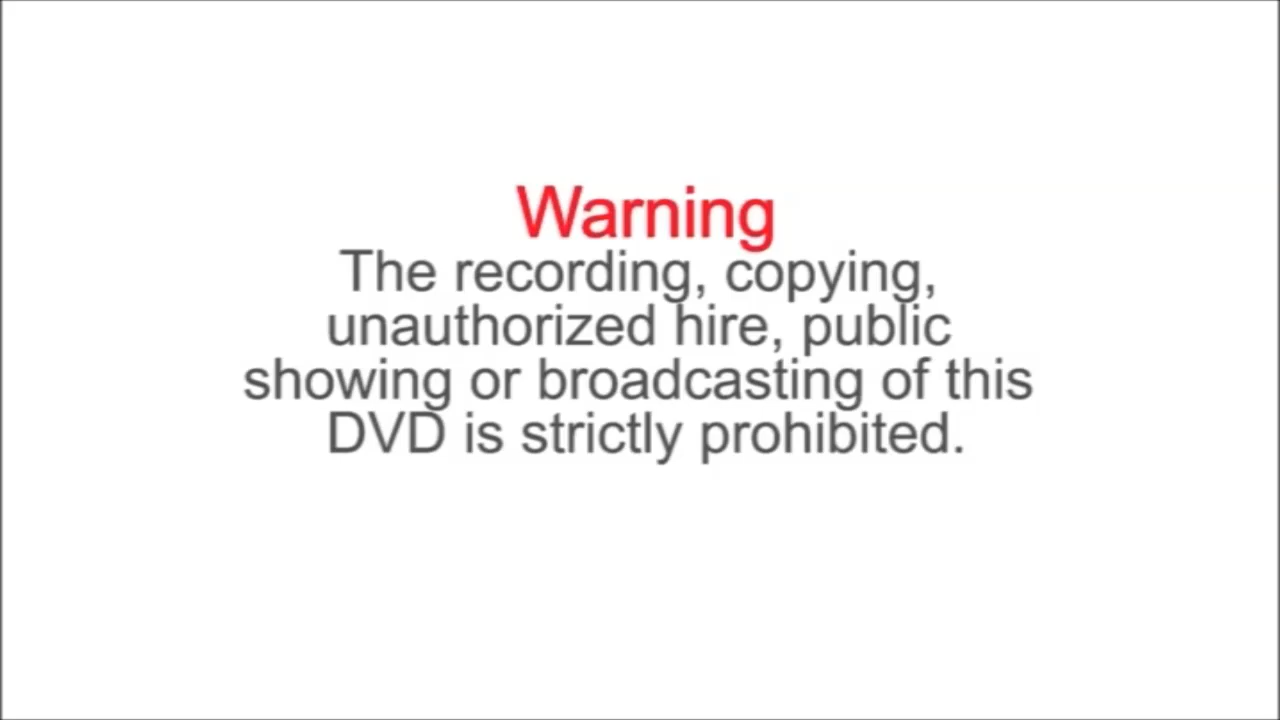 Warning
The recording, copying,
unauthorized hire, public
showing or broadcasting of this
DVD is strictly prohibited.